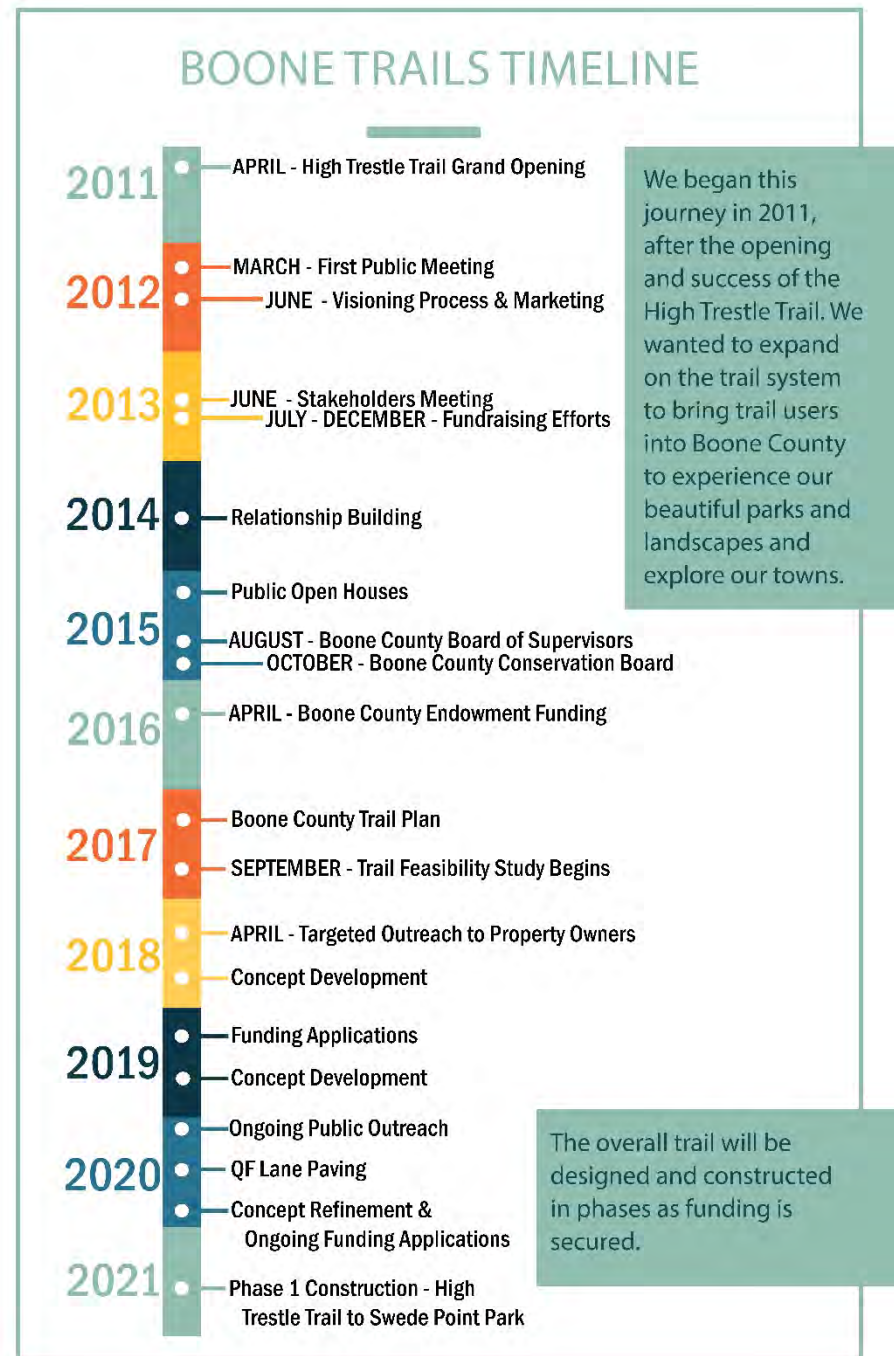 BOONE TRAILS TIMELINE
2011
APRIL - High Trestle Trail Grand Opening
We began this
journey in 2011,
after the opening
and success of the
High Trestle Trail. We
wanted to expand
on the trail system
to bring trail users
into Boone County
to experience our
beautiful parks and
landscapes and
explore our towns.
2012
MARCH - First Public Meeting
JUNE - Visioning Process & Marketing
2013
JUNE - Stakeholders Meeting
JULY - DECEMBER - Fundraising Efforts
2014
Relationship Building
2015
Public Open Houses
AUGUST - Boone County Board of Supervisors
OCTOBER - Boone County Conservation Board
2016
APRIL - Boone County Endowment Funding
2017
Boone County Trail Plan
SEPTEMBER - Trail Feasibility Study Begins
2018
APRIL - Targeted Outreach to Property Owners
Concept Development
2019
Funding Applications
Concept Development
2020
Ongoing Public Outreach
QF Lane Paving
Concept Refinement &
Ongoing Funding Applications
The overall trail will be
designed and constructed
in phases as funding is
secured.
2021
Phase 1 Construction - High
Trestle Trail to Swede Point Park